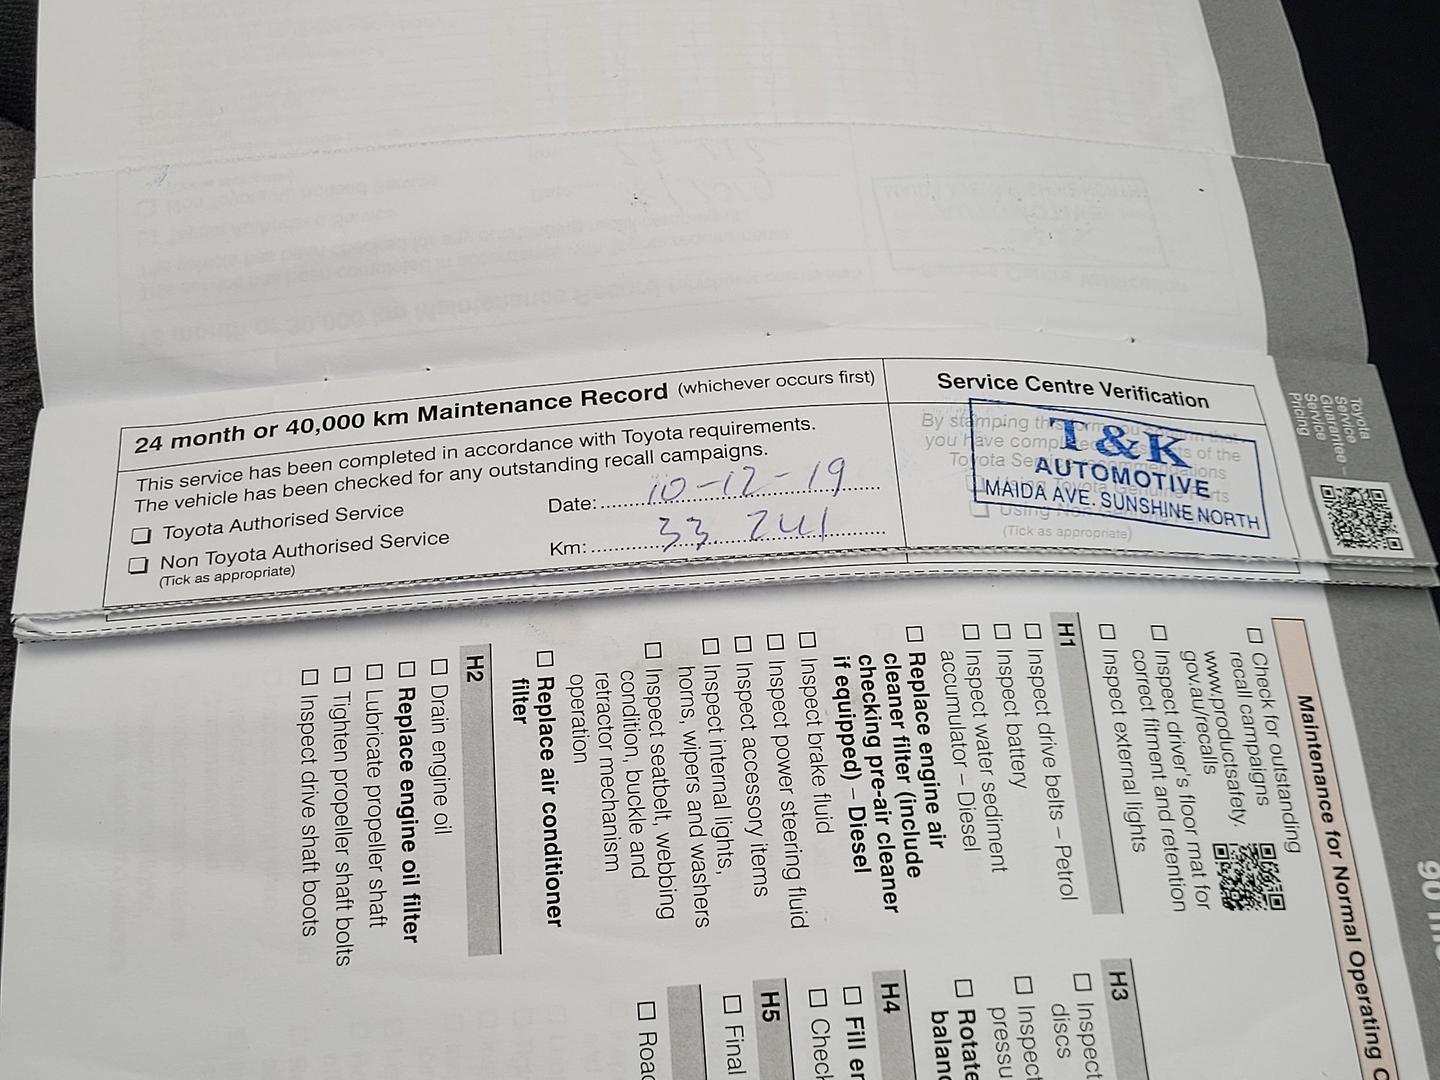 24 month or 40,000 km Maintenance Record (whichever occurs first)
This service has been completed in accordance with Toyota requirements.
The vehicle has been checked for any outstanding recall campaigns.
Toyota Authorised Service
Non Toyota Authorised Service
(Tick as appropriate)
Date: 10-12-19
Km: 33 241
Service Centre Verification
By stamping this form you
you have comp
Toyota Se
T&K
AUTOMOTIVE
MAIDA AVE. SUNSHINE NORTH
(Tick as appropriate)
Toyota
Service
Guarantee –
Service
Pricing
Maintenance for Normal Operating C
Check for outstanding
recall campaigns
www.productsafety.
gov.au/recalls
Inspect driver's floor mat for
correct fitment and retention
Inspect external lights
H1
Inspect drive belts – Petrol
Inspect battery
Inspect water sediment
accumulator – Diesel
Replace engine air
cleaner filter (include
checking pre-air cleaner
if equipped) – Diesel
Inspect brake fluid
Inspect power steering fluid
Inspect accessory items
Inspect internal lights,
horns, wipers and washers
Inspect seatbelt, webbing
condition, buckle and
retractor mechanism
operation
Replace air conditioner
filter
H2
Drain engine oil
Replace engine oil filter
Lubricate propeller shaft
Tighten propeller shaft bolts
Inspect drive shaft boots
H3
Inspect
discs
Inspect
pressu
Rotate
balanc
H4
Fill en
Check
H5
Final
Road